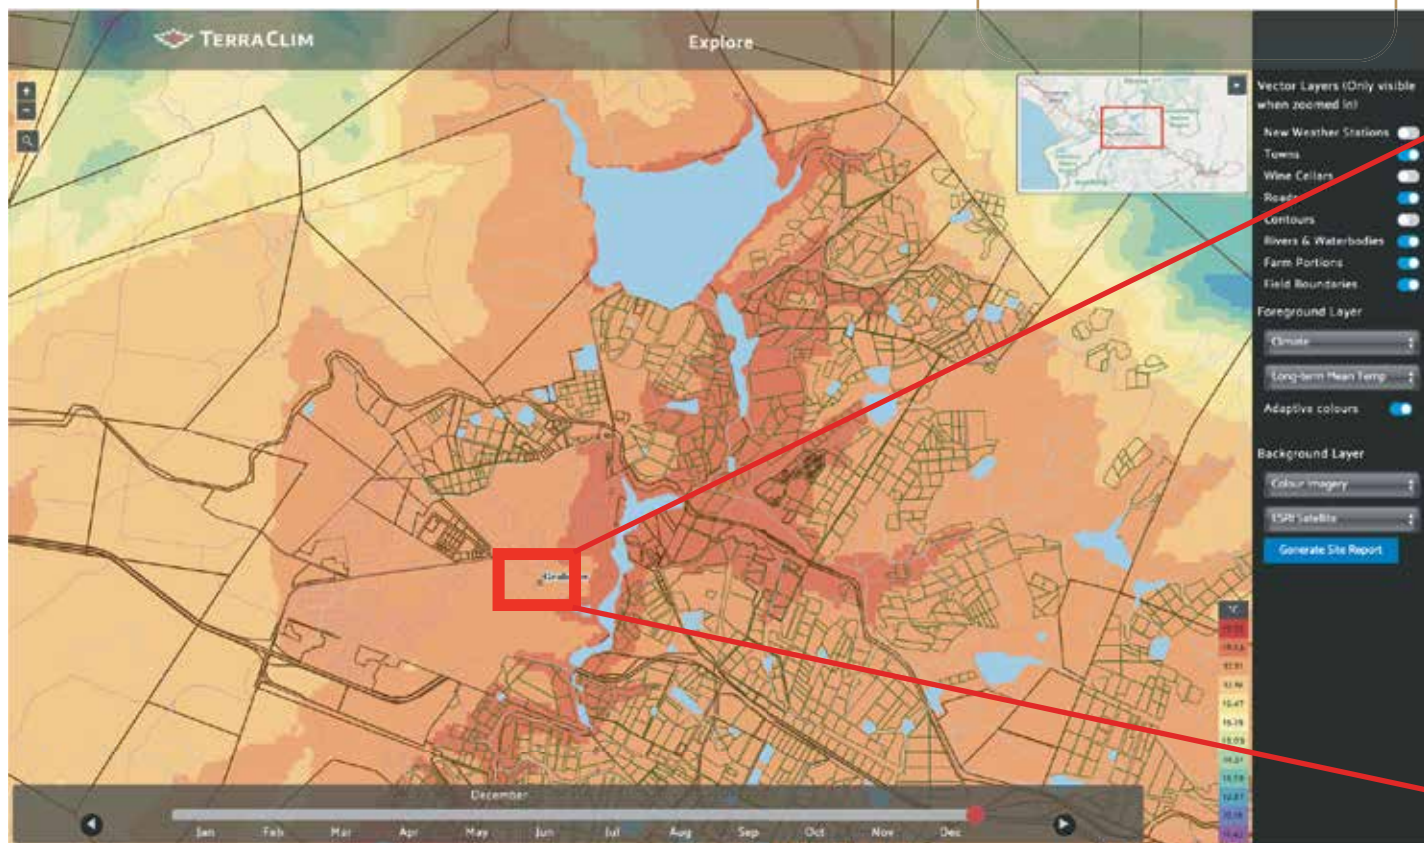 TERRACLIM
Explore
Vector Layers (Only visible
when zoomed in)
New Weather Stations
Towns
Wine Cellars
Roads
Contours
Rivers & Waterbodies
Farm Portions
Field Boundaries
Foreground Layer
Climate
Long-term Mean Temp
Adaptive colours
Background Layer
Colour Imagery
ESRI Satellite
Generate Site Report
°C
December
Jan Feb Mar Apr May Jun Jul Aug Sep Oct Nov Dec